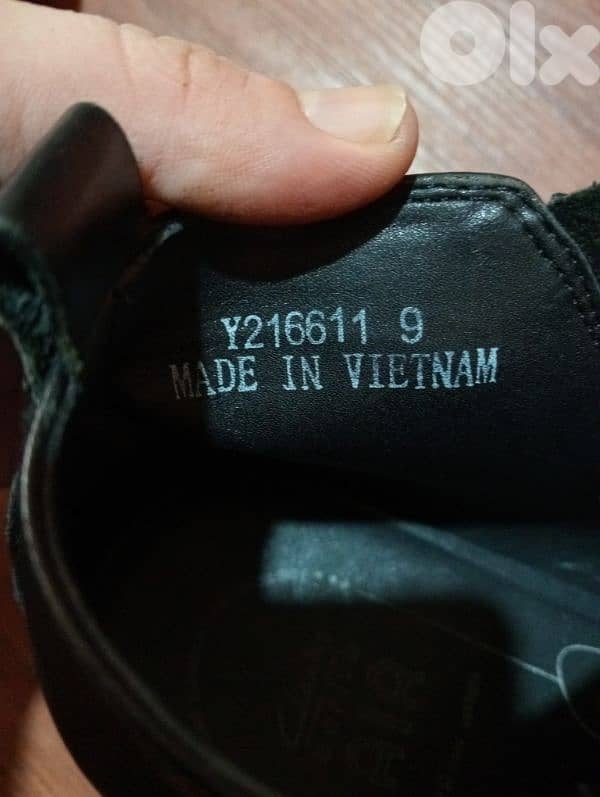 Olx
Y216611 9
MADE IN VIETNAM